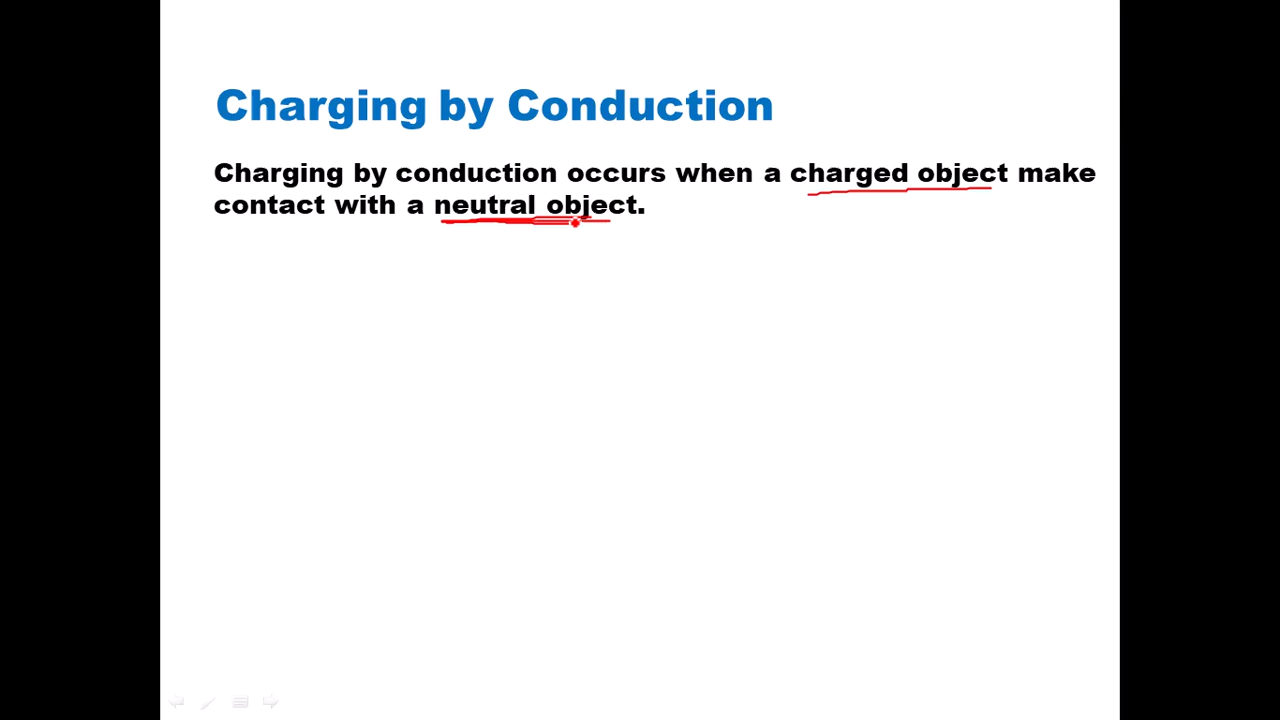 Charging by Conduction
Charging by conduction occurs when a charged object make
contact with a neutral object.